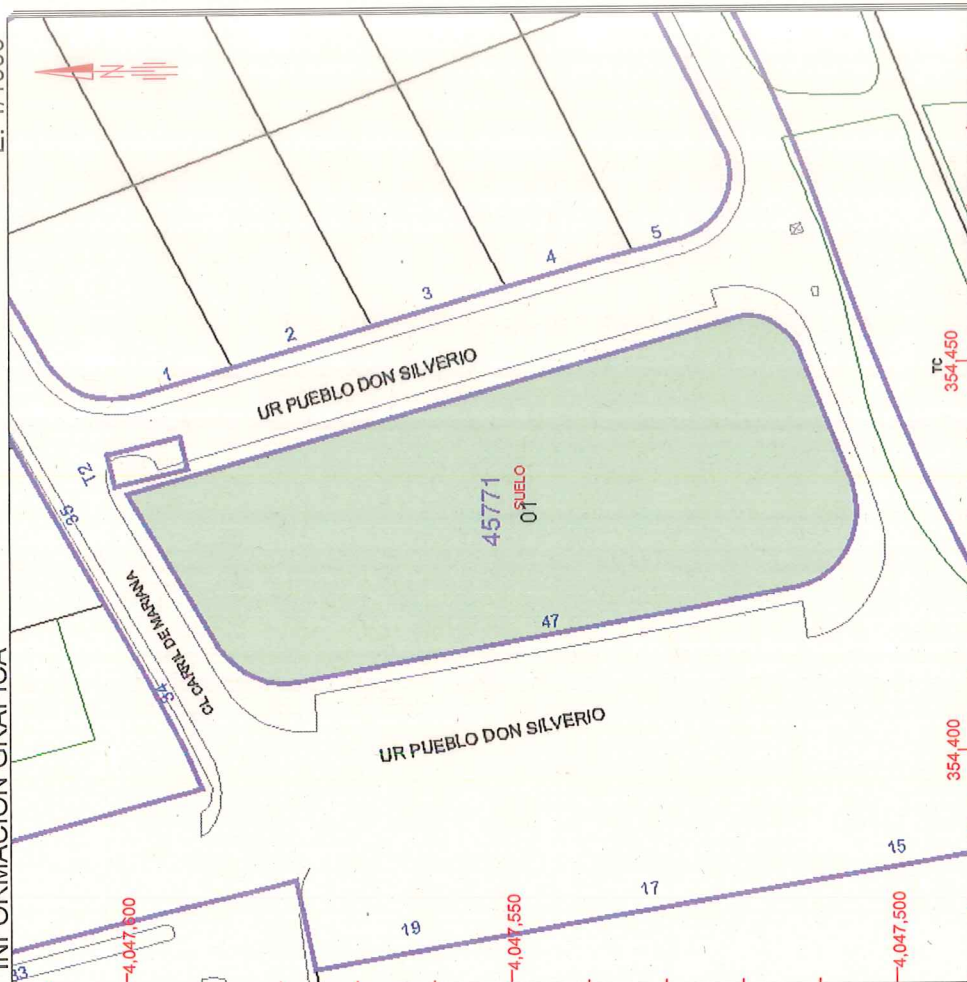 INFORMACIÓN GRÁFICA
N
1
2
3
4
5
UR PUEBLO DON SILVERIO
T2
35
CL CARRIL DE MARIANA
34
45771
SUELO
01
47
UR PUEBLO DON SILVERIO
33
19
17
15
4,047,600
4,047,550
4,047,500
TC
354,450
354,400